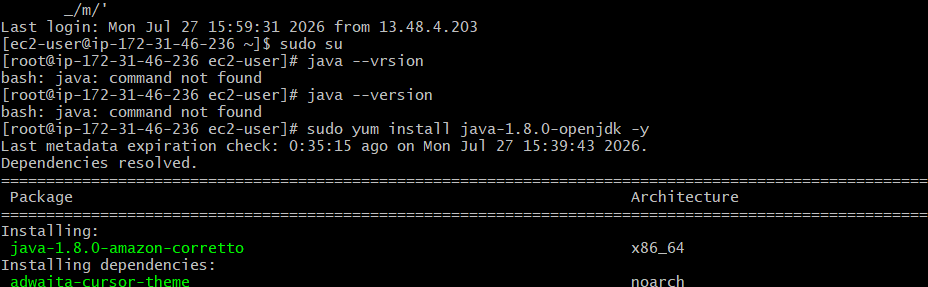 _/m/'
Last login: Mon Jul 27 15:59:31 2026 from 13.48.4.203
[ec2-user@ip-172-31-46-236 ~]$ sudo su
[root@ip-172-31-46-236 ec2-user]# java --vrsion
bash: java: command not found
[root@ip-172-31-46-236 ec2-user]# java --version
bash: java: command not found
[root@ip-172-31-46-236 ec2-user]# sudo yum install java-1.8.0-openjdk -y
Last metadata expiration check: 0:35:15 ago on Mon Jul 27 15:39:43 2026.
Dependencies resolved.
================================================================================================
Package Architecture
================================================================================================
Installing:
java-1.8.0-amazon-corretto x86_64
Installing dependencies:
adwaita-cursor-theme noarch